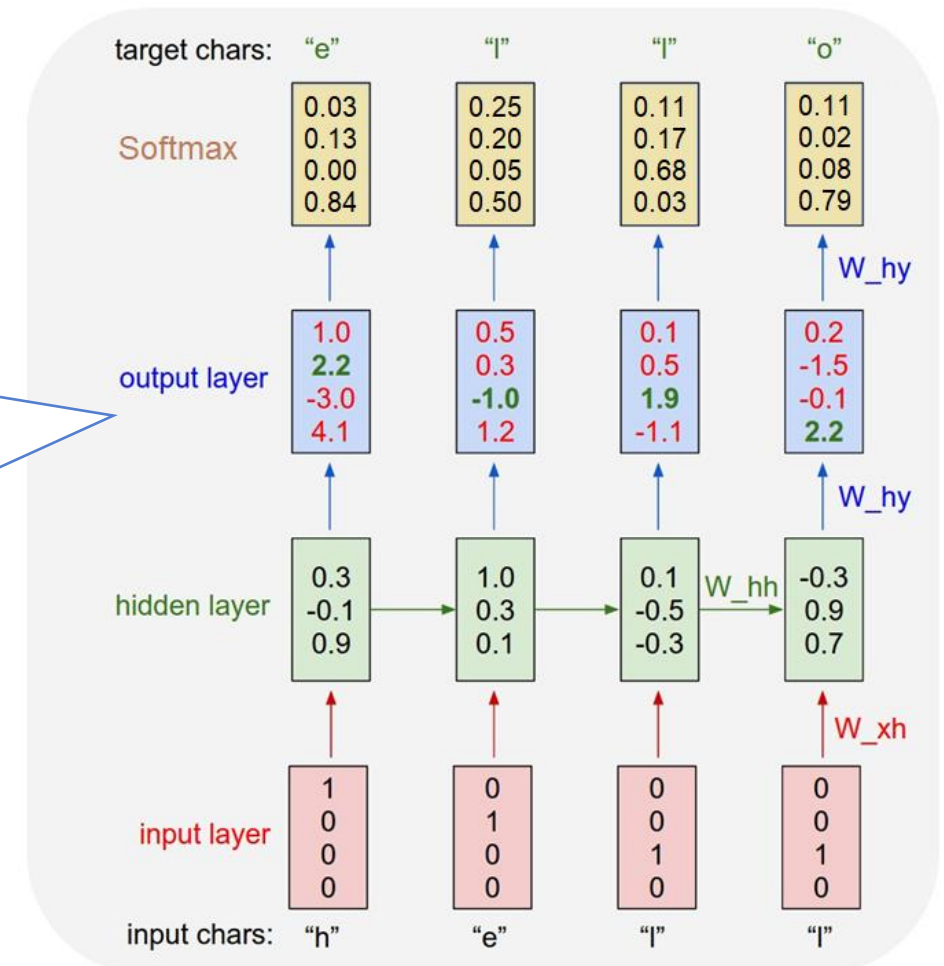 target chars: “e” “l” “l” “o”
Softmax
0.03 0.25 0.11 0.11
0.13 0.20 0.17 0.02
0.00 0.05 0.68 0.08
0.84 0.50 0.03 0.79
W_hy
output layer
1.0 0.5 0.1 0.2
2.2 0.3 0.5 -1.5
-3.0 -1.0 1.9 -0.1
4.1 1.2 -1.1 2.2
W_hy
hidden layer
0.3 1.0 0.1 W_hh -0.3
-0.1 0.3 -0.5 0.9
0.9 0.1 -0.3 0.7
W_xh
input layer
1 0 0 0
0 1 0 0
0 0 1 1
0 0 0 0
input chars: “h” “e” “l” “l”